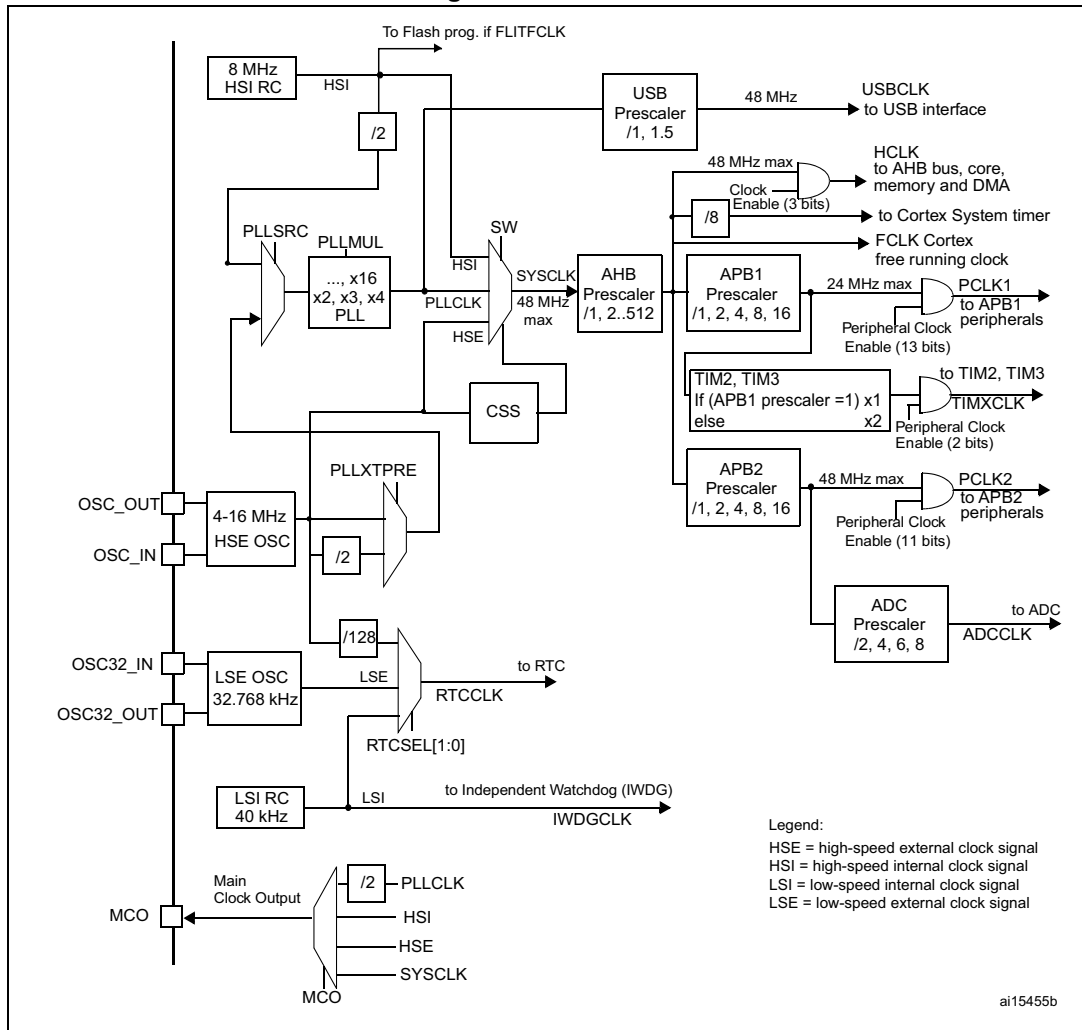 To Flash prog. if FLITFCLK
8 MHz
HSI RC
HSI
/2
USB
Prescaler
/1, 1.5
48 MHz
USBCLK
to USB interface
48 MHz max
HCLK
to AHB bus, core,
memory and DMA
Clock
Enable (3 bits)
/8
to Cortex System timer
FCLK Cortex
free running clock
PLLSRC
PLLMUL
..., x16
x2, x3, x4
PLL
SW
HSI
PLLCLK
HSE
SYSCLK
48 MHz
max
AHB
Prescaler
/1, 2..512
APB1
Prescaler
/1, 2, 4, 8, 16
24 MHz max
PCLK1
to APB1
peripherals
Peripheral Clock
Enable (13 bits)
TIM2, TIM3
If (APB1 prescaler =1) x1
else x2
to TIM2, TIM3
TIMXCLK
Peripheral Clock
Enable (2 bits)
CSS
APB2
Prescaler
/1, 2, 4, 8, 16
48 MHz max
PCLK2
to APB2
peripherals
Peripheral Clock
Enable (11 bits)
PLLXTPRE
OSC_OUT
OSC_IN
4-16 MHz
HSE OSC
/2
ADC
Prescaler
/2, 4, 6, 8
to ADC
ADCCLK
/128
OSC32_IN
OSC32_OUT
LSE OSC
32.768 kHz
LSE
to RTC
RTCCLK
RTCSEL[1:0]
LSI RC
40 kHz
LSI
to Independent Watchdog (IWDG)
IWDGCLK
Legend:
HSE = high-speed external clock signal
HSI = high-speed internal clock signal
LSI = low-speed internal clock signal
LSE = low-speed external clock signal
Main
Clock Output
MCO
/2
PLLCLK
HSI
HSE
SYSCLK
MCO
ai15455b